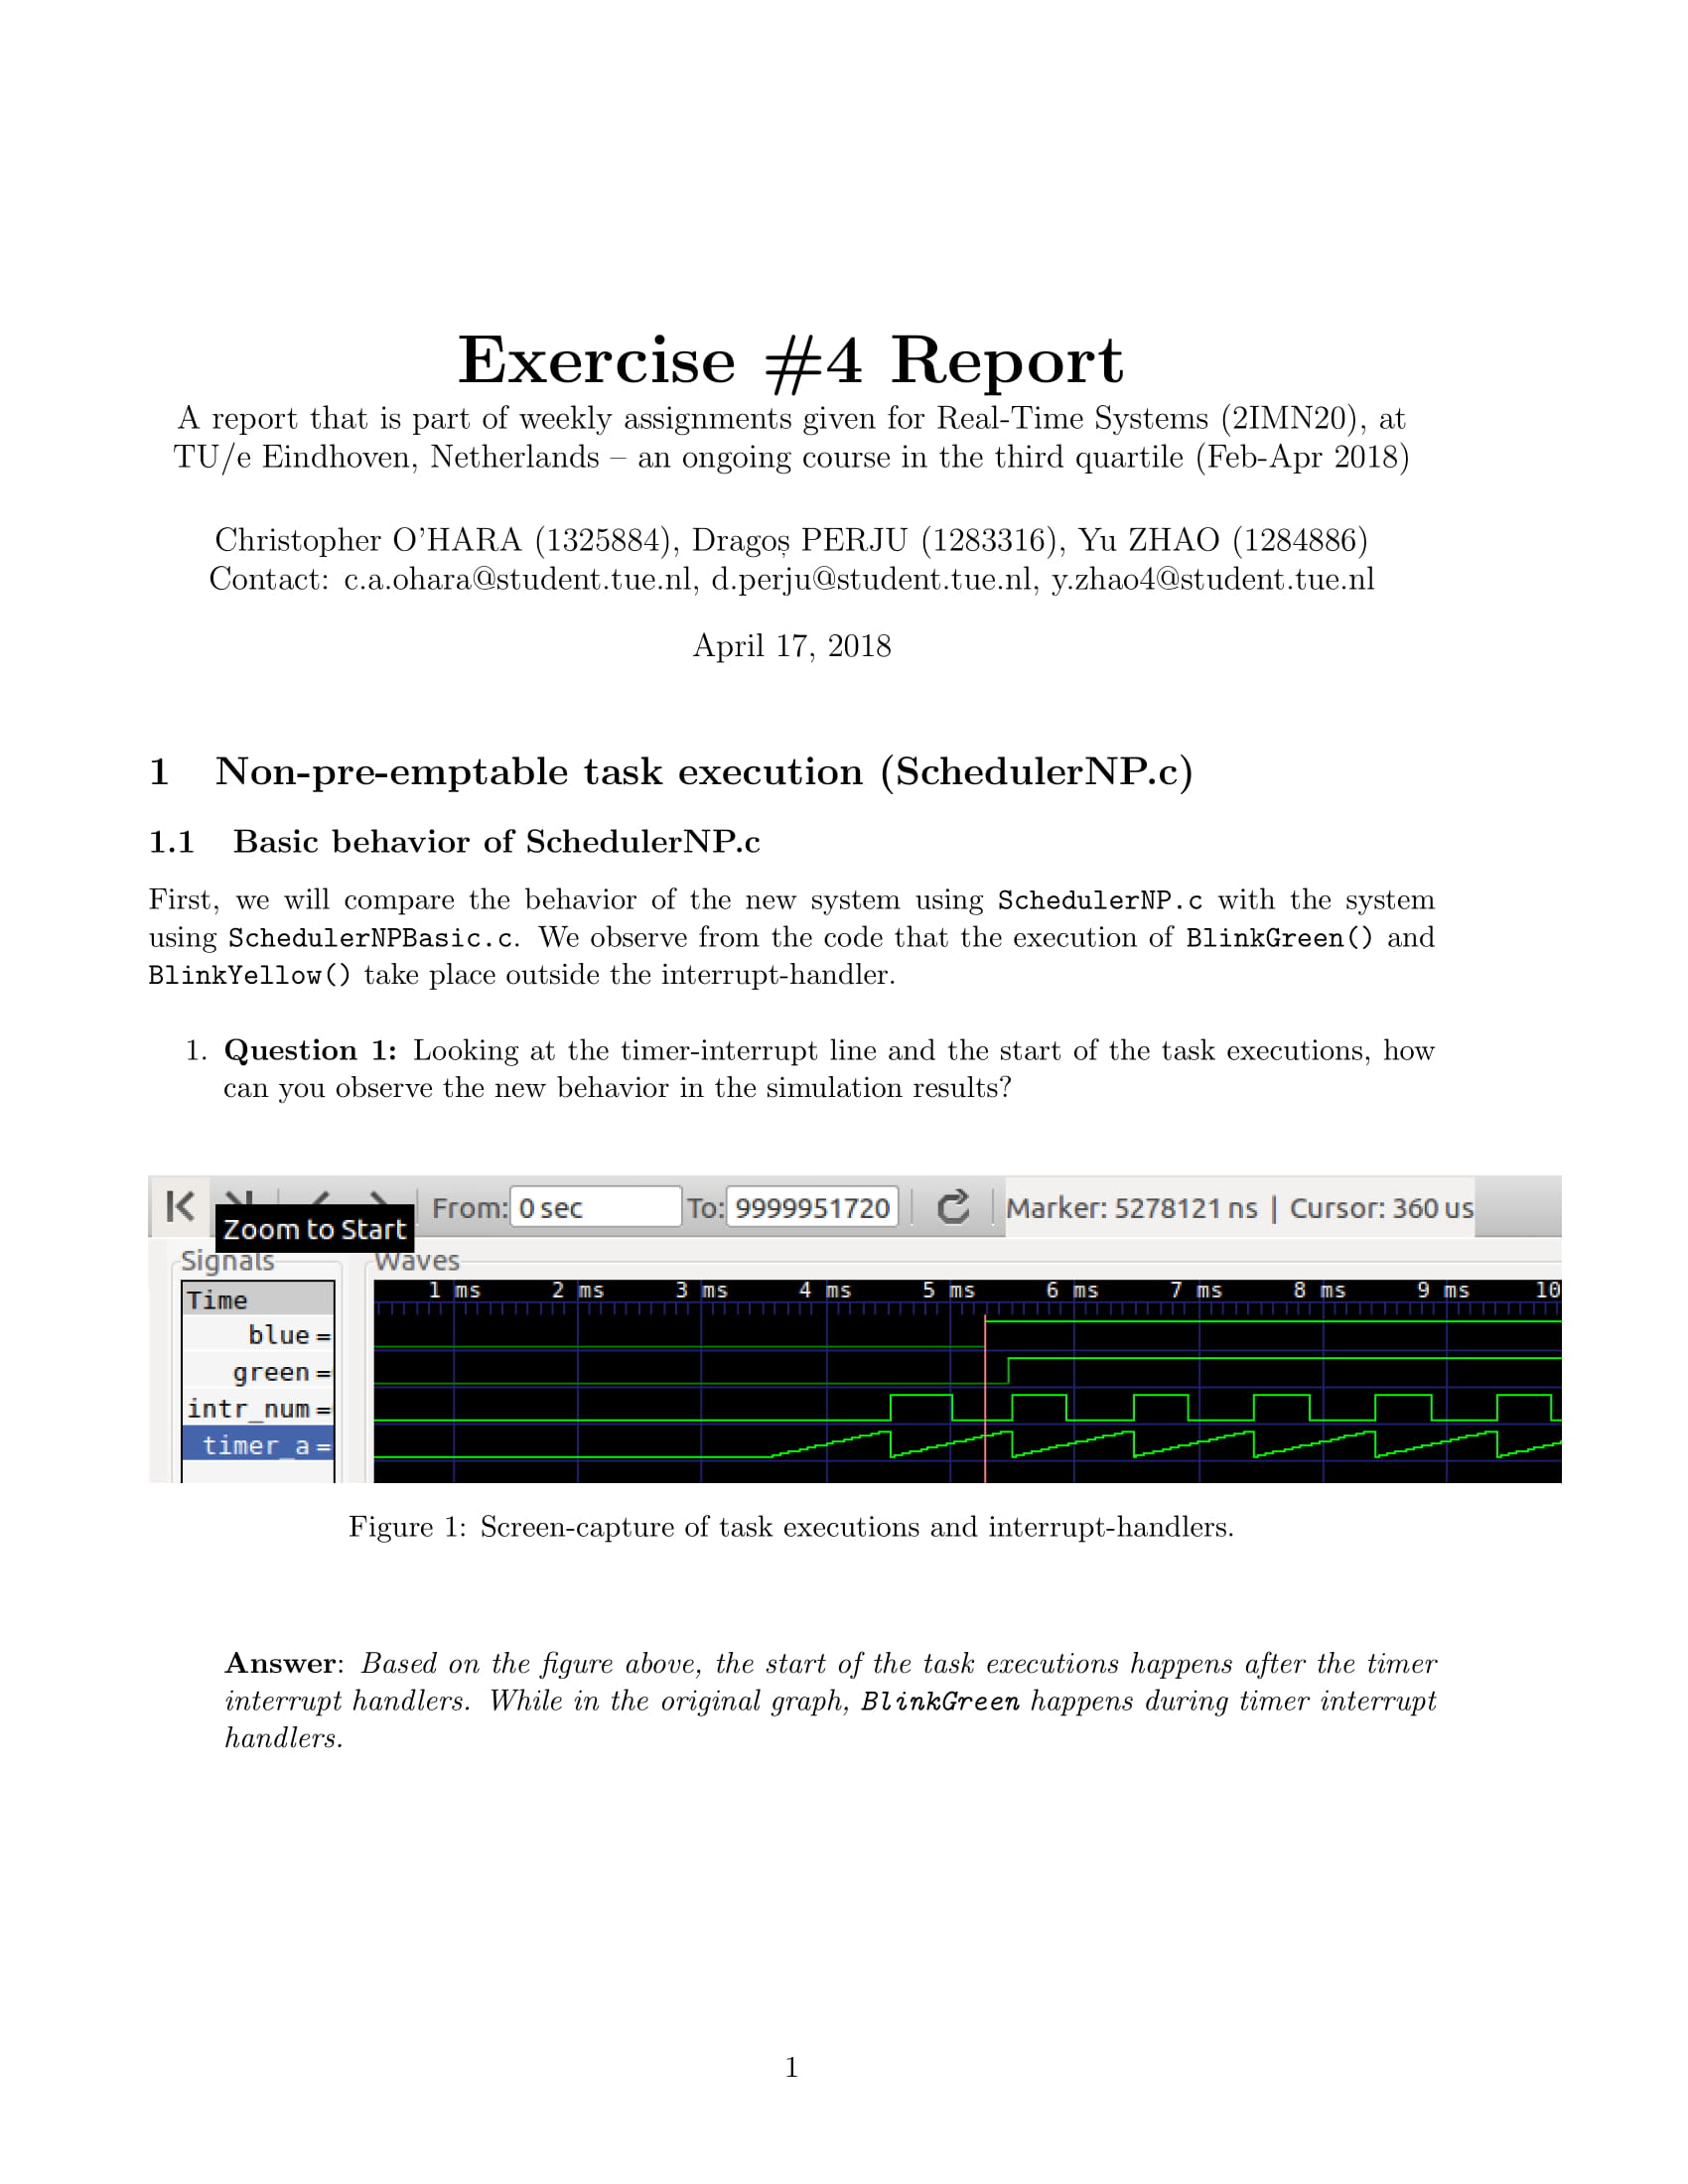 Exercise #4 Report
A report that is part of weekly assignments given for Real-Time Systems (2IMN20), at
TU/e Eindhoven, Netherlands – an ongoing course in the third quartile (Feb-Apr 2018)
Christopher O'HARA (1325884), Dragoș PERJU (1283316), Yu ZHAO (1284886)
Contact: c.a.ohara@student.tue.nl, d.perju@student.tue.nl, y.zhao4@student.tue.nl
April 17, 2018
1 Non-pre-emptable task execution (SchedulerNP.c)
1.1 Basic behavior of SchedulerNP.c
First, we will compare the behavior of the new system using SchedulerNP.c with the system
using SchedulerNPBasic.c. We observe from the code that the execution of BlinkGreen() and
BlinkYellow() take place outside the interrupt-handler.
1. Question 1: Looking at the timer-interrupt line and the start of the task executions, how
can you observe the new behavior in the simulation results?
From: 0 sec To: 9999951720 Marker: 5278121 ns | Cursor: 360 us
Zoom to Start
Signals Waves
1 ms 2 ms 3 ms 4 ms 5 ms 6 ms 7 ms 8 ms 9 ms 10
Time
blue =
green =
intr_num =
timer_a =
Figure 1: Screen-capture of task executions and interrupt-handlers.
Answer: Based on the figure above, the start of the task executions happens after the timer
interrupt handlers. While in the original graph, BlinkGreen happens during timer interrupt
handlers.
1